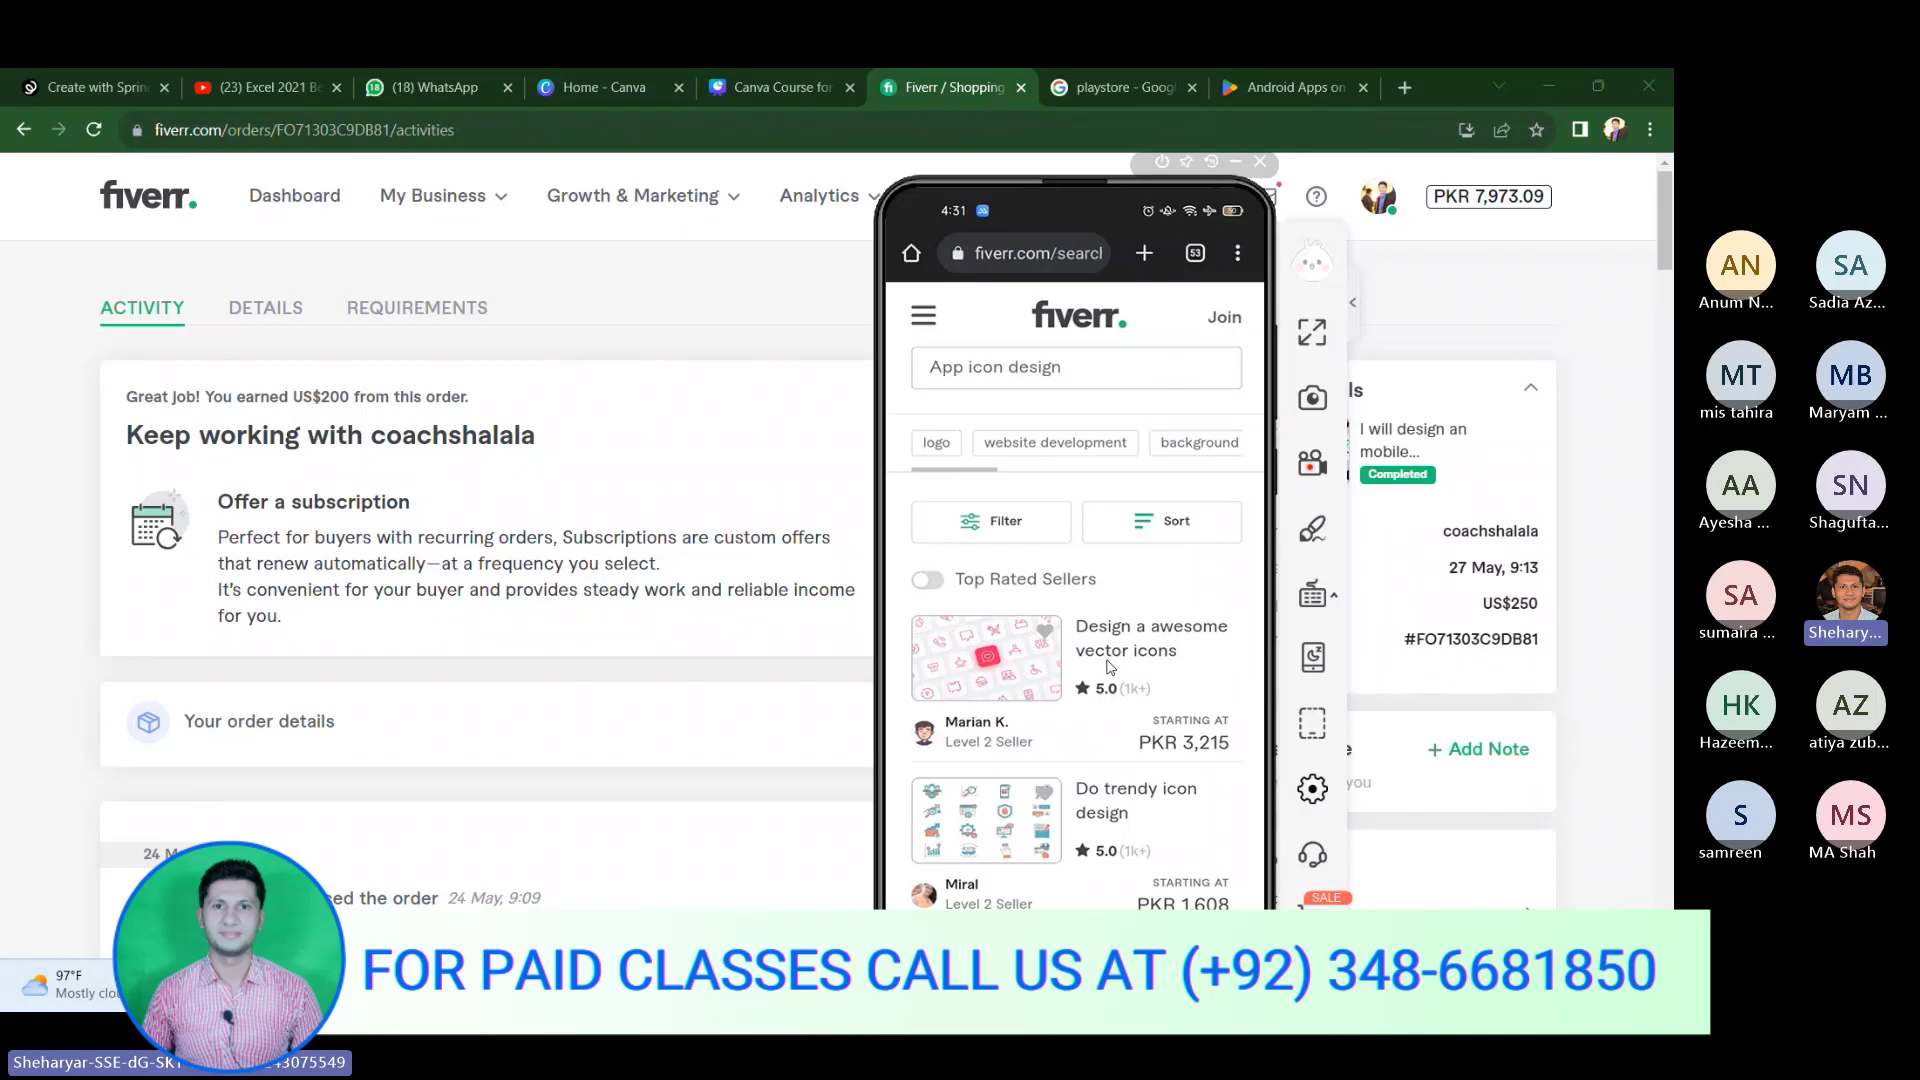 Create with Sprin
(23) Excel 2021 Be
(18) WhatsApp
Home - Canva
Canva Course for
Fiverr / Shopping
playstore - Goog
Android Apps on
fiverr.com/orders/FO71303C9DB81/activities
fiverr.
Dashboard
My Business
Growth & Marketing
Analytics
PKR 7,973.09
ACTIVITY
DETAILS
REQUIREMENTS
Great job! You earned US$200 from this order.
Keep working with coachshalala
Offer a subscription
Perfect for buyers with recurring orders, Subscriptions are custom offers
that renew automatically—at a frequency you select.
It's convenient for your buyer and provides steady work and reliable income
for you.
Your order details
24 M
ced the order 24 May, 9:09
4:31
fiverr.com/searcl
53
fiverr.
Join
App icon design
logo
website development
background
Filter
Sort
Top Rated Sellers
Design a awesome
vector icons
5.0 (1k+)
Marian K.
Level 2 Seller
STARTING AT
PKR 3,215
Do trendy icon
design
5.0 (1k+)
Miral
Level 2 Seller
STARTING AT
PKR 1,608
SALE
ls
I will design an
mobile...
Completed
coachshalala
27 May, 9:13
US$250
#FO71303C9DB81
e
+ Add Note
you
AN
Anum N...
SA
Sadia Az...
MT
mis tahira
MB
Maryam ...
AA
Ayesha ...
SN
Shagufta...
SA
sumaira ...
Shehary...
HK
Hazeem...
AZ
atiya zub...
S
samreen
MS
MA Shah
97°F
Mostly clou
FOR PAID CLASSES CALL US AT (+92) 348-6681850
Sheharyar-SSE-dG-SKT
43075549